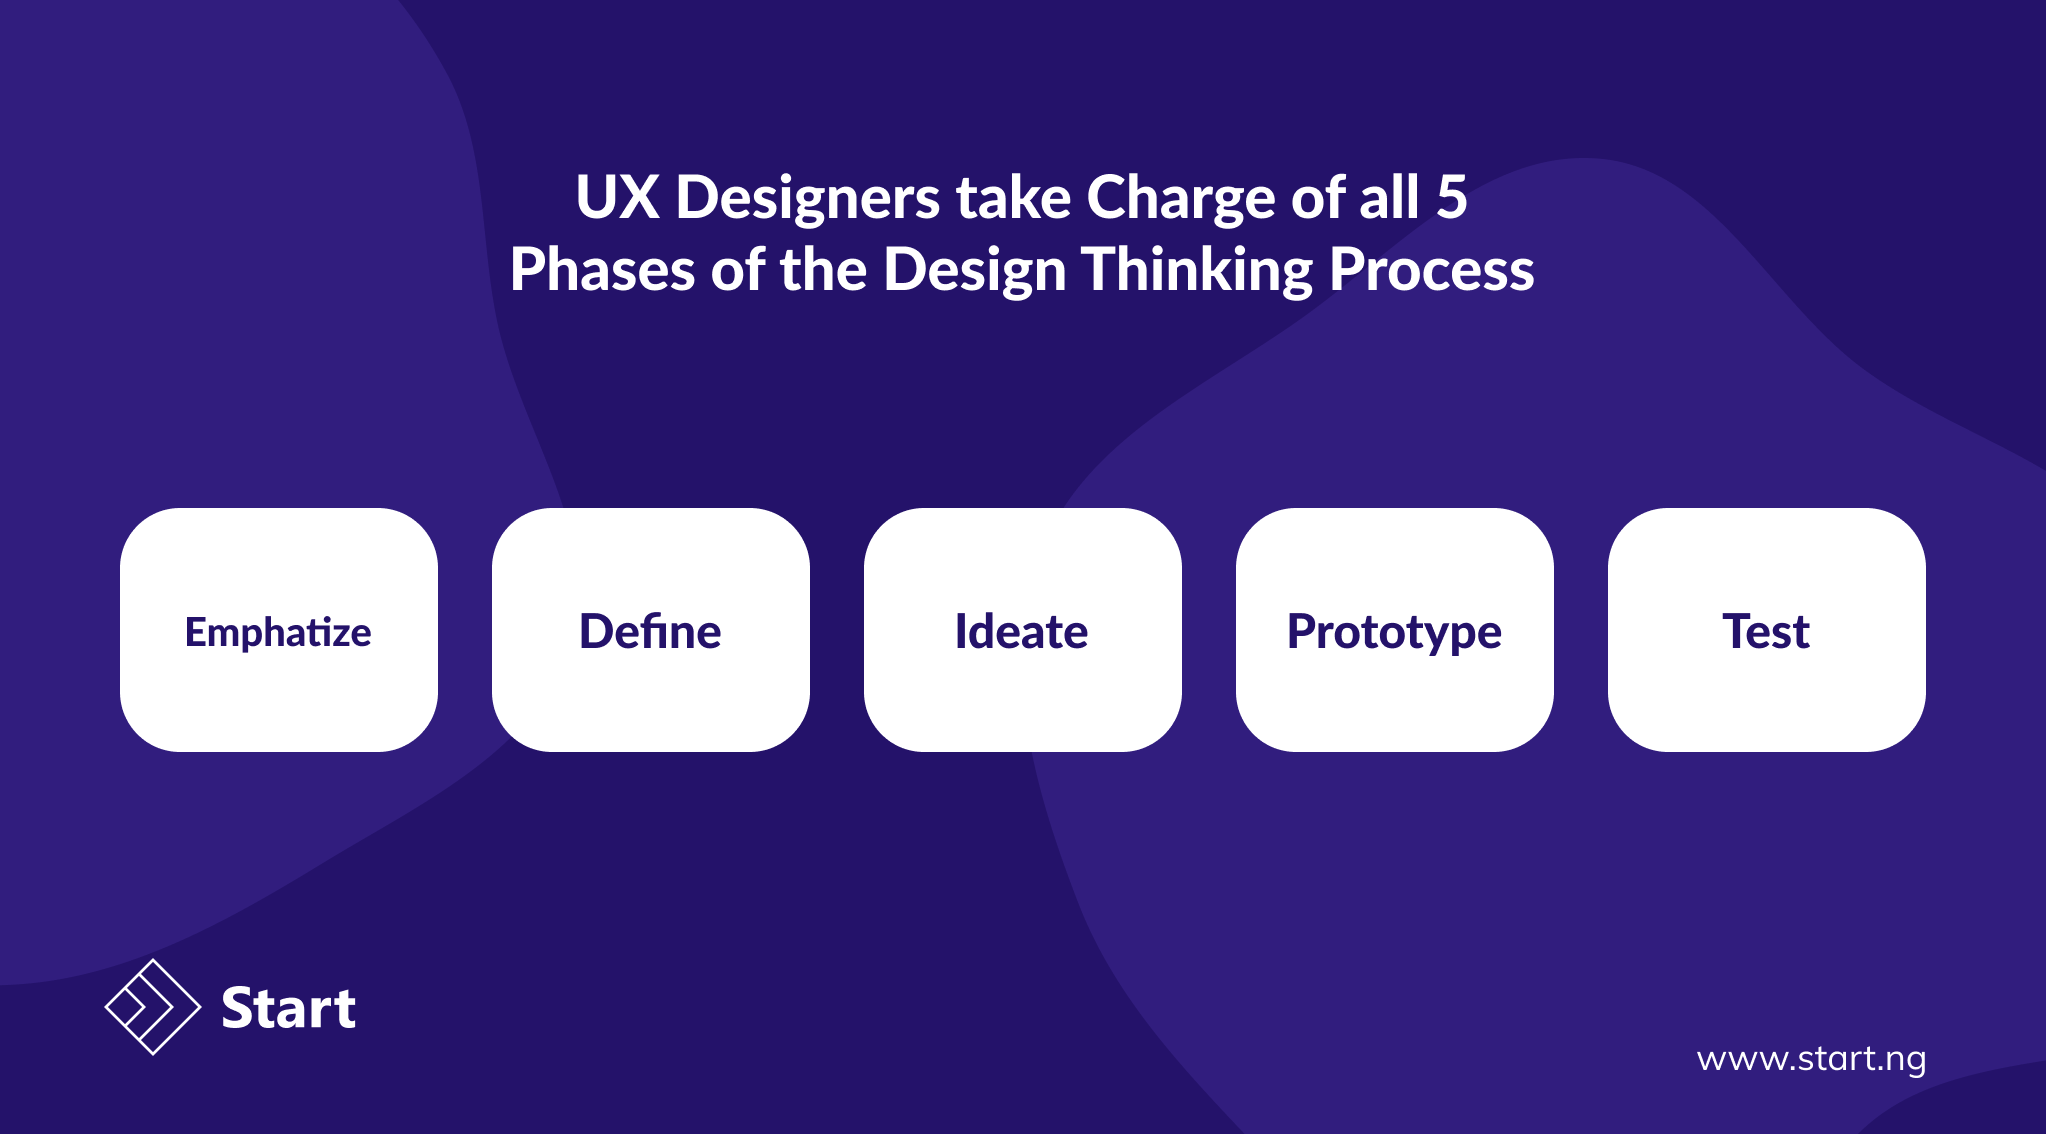 UX Designers take Charge of all 5
Phases of the Design Thinking Process
Emphatize
Define
Ideate
Prototype
Test
Start
www.start.ng